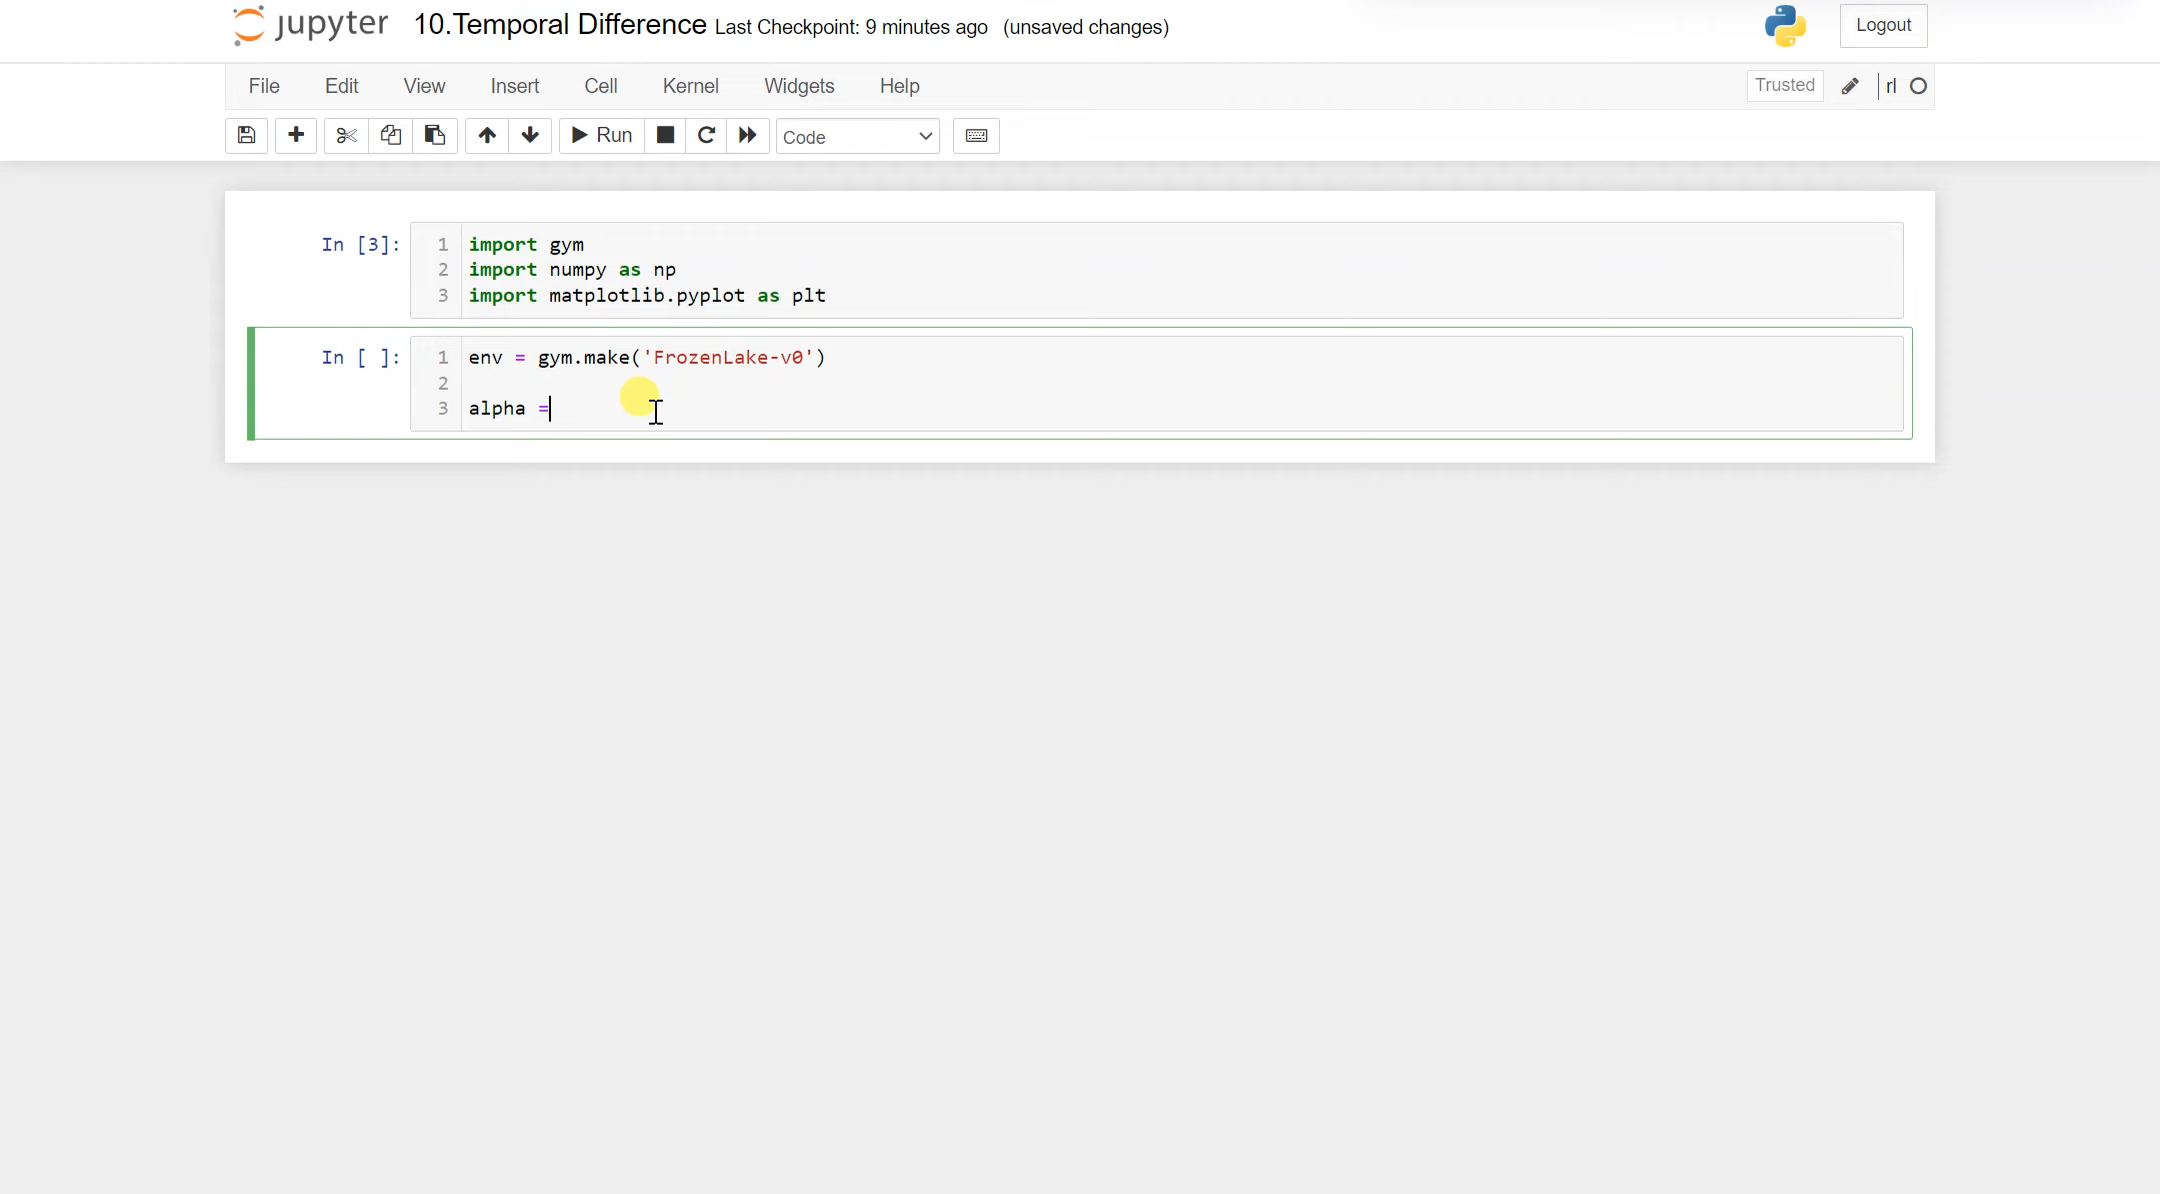 jupyter 10.Temporal Difference Last Checkpoint: 9 minutes ago (unsaved changes) Logout
File Edit View Insert Cell Kernel Widgets Help Trusted rl
Run Code
In [3]: 1 import gym
2 import numpy as np
3 import matplotlib.pyplot as plt
In [ ]: 1 env = gym.make('FrozenLake-v0')
2
3 alpha =